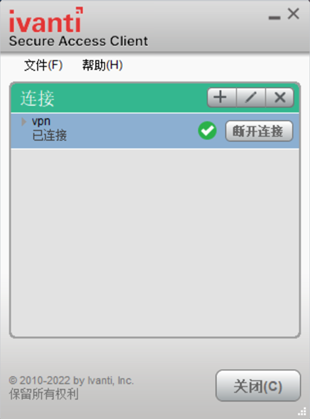 ivanti
Secure Access Client
文件(F) 帮助(H)
连接
vpn
已连接
断开连接
© 2010-2022 by Ivanti, Inc.
保留所有权利
关闭(C)